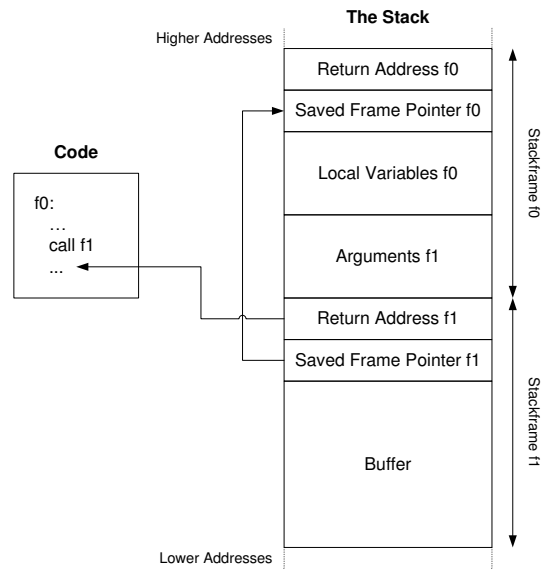 The Stack
Higher Addresses
Return Address f0
Saved Frame Pointer f0
Local Variables f0
Arguments f1
Return Address f1
Saved Frame Pointer f1
Buffer
Lower Addresses
Stackframe f0
Stackframe f1
Code
f0:
...
call f1
...